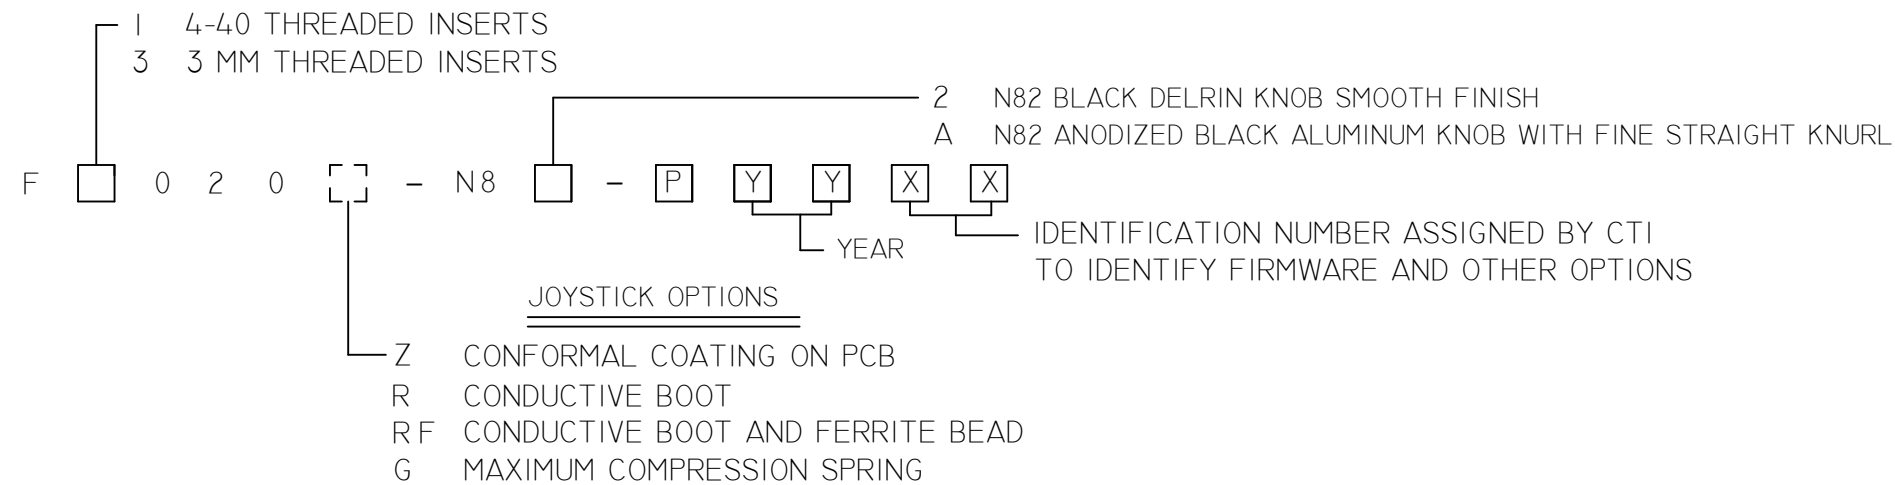 1 4-40 THREADED INSERTS
3 3 MM THREADED INSERTS
2 N82 BLACK DELRIN KNOB SMOOTH FINISH
A N82 ANODIZED BLACK ALUMINUM KNOB WITH FINE STRAIGHT KNURL
F 0 2 0 - N8 - P Y Y X X
YEAR
IDENTIFICATION NUMBER ASSIGNED BY CTI
TO IDENTIFY FIRMWARE AND OTHER OPTIONS
JOYSTICK OPTIONS
Z CONFORMAL COATING ON PCB
R CONDUCTIVE BOOT
RF CONDUCTIVE BOOT AND FERRITE BEAD
G MAXIMUM COMPRESSION SPRING